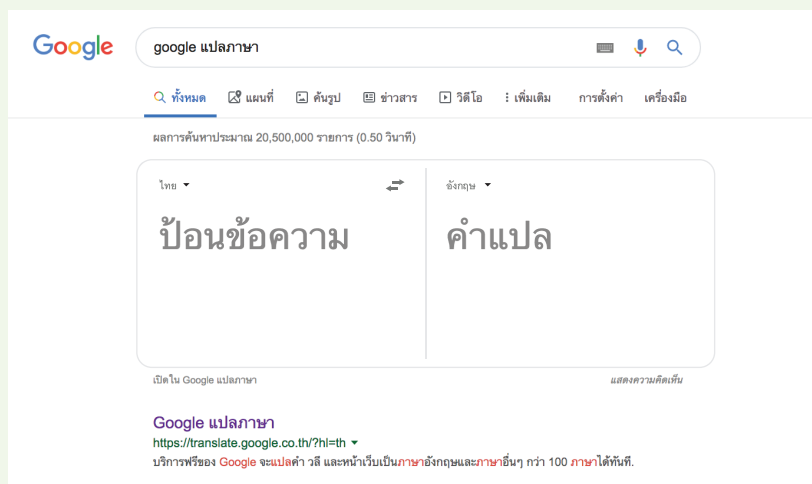 Google google แปลภาษา
ทั้งหมด แผนที่ ค้นรูป ข่าวสาร วิดีโอ เพิ่มเติม การตั้งค่า เครื่องมือ
ผลการค้นหาประมาณ 20,500,000 รายการ (0.50 วินาที)
ไทย อังกฤษ
ป้อนข้อความ คำแปล
เปิดใน Google แปลภาษา แสดงความคิดเห็น
Google แปลภาษา
https://translate.google.co.th/?hl=th
บริการฟรีของ Google จะแปลคำ วลี และหน้าเว็บเป็นภาษาอังกฤษและภาษาอื่นๆ กว่า 100 ภาษาได้ทันที.